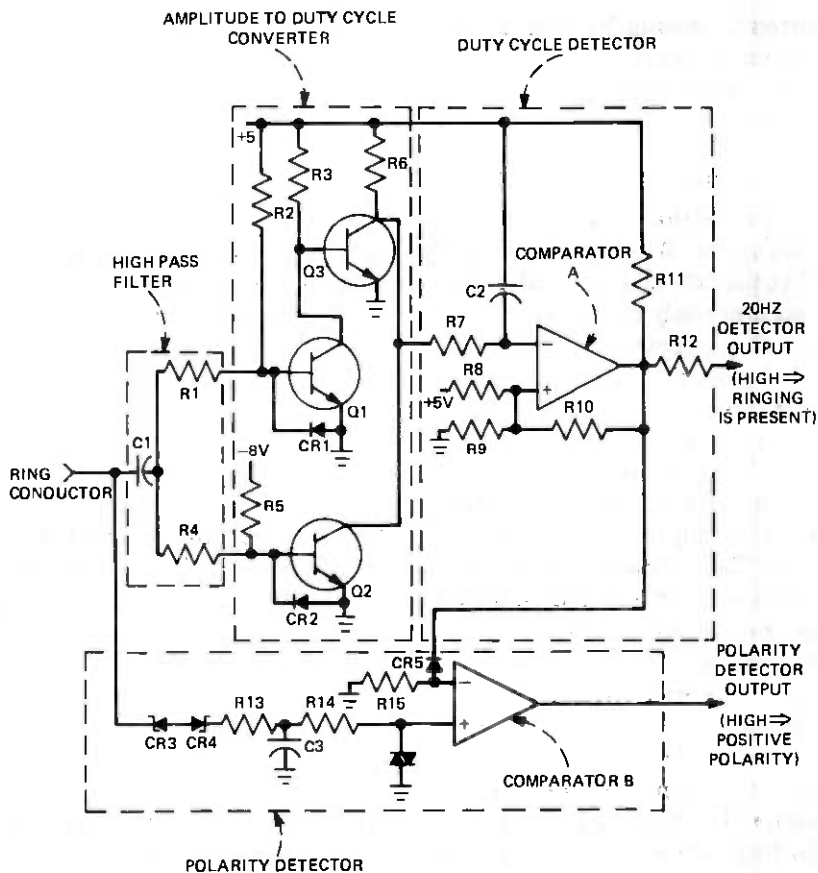 AMPLITUDE TO DUTY CYCLE
CONVERTER
DUTY CYCLE DETECTOR
+5
R3
R6
R2
Q3
HIGH PASS
FILTER
COMPARATOR
A
R11
C2
R7
20HZ
DETECTOR
OUTPUT
R12
R8
R1
+5V
(HIGH⇒
RINGING
IS PRESENT)
Q1
R10
C1
R9
CR1
-8V
RING
CONDUCTOR
R5
R4
Q2
CR2
CR5
POLARITY
DETECTOR
OUTPUT
R13
R14
R15
(HIGH⇒
POSITIVE
POLARITY)
CR3
CR4
C3
COMPARATOR B
POLARITY DETECTOR